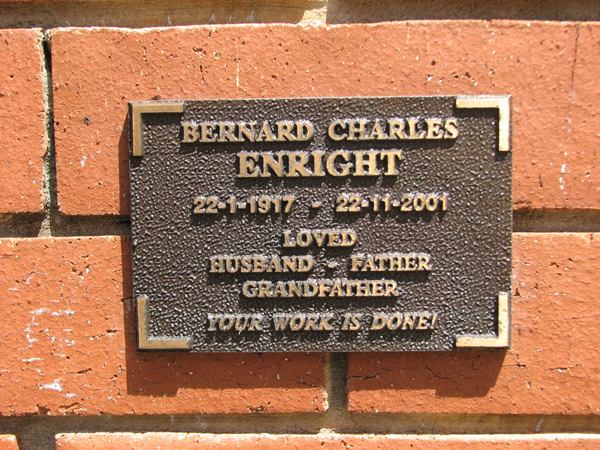 BERNARD CHARLES
ENRIGHT
22-1-1917 - 22-11-2001
LOVED
HUSBAND - FATHER
GRANDFATHER
YOUR WORK IS DONE!